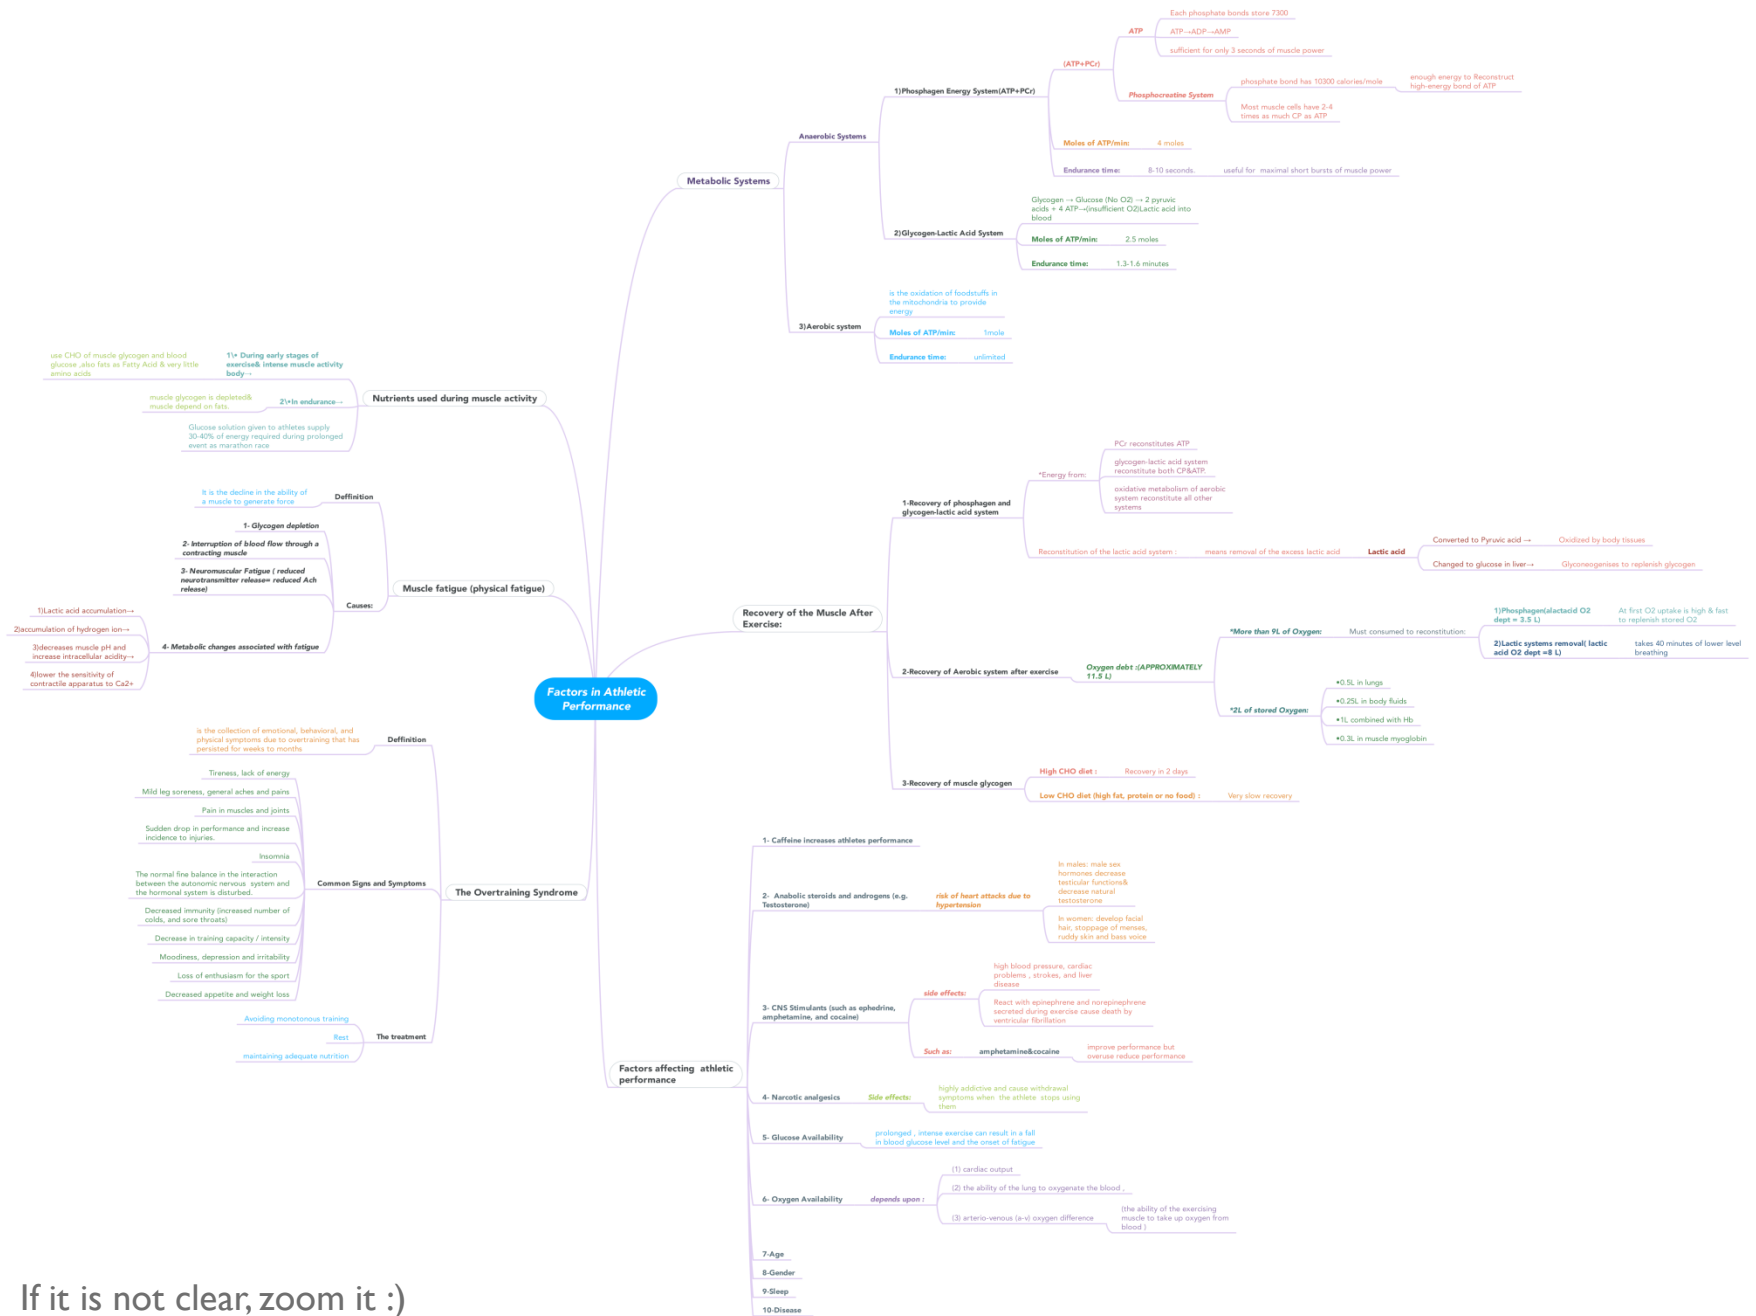 Factors in Athletic
Performance
Metabolic Systems
Anaerobic Systems
1)Phosphagen Energy System(ATP+PCr)
(ATP+PCr)
ATP
Each phosphate bonds store 7300
ATP→ADP→AMP
sufficient for only 3 seconds of muscle power
Phosphocreatine System
phosphate bond has 10300 calories/mole
enough energy to Reconstruct
high-energy bond of ATP
Most muscle cells have 2-4
times as much CP as ATP
Moles of ATP/min: 4 moles
Endurance time: 8-10 seconds. useful for maximal short bursts of muscle power
2)Glycogen-Lactic Acid System
Glycogen → Glucose (No O2) → 2 pyruvic
acids + 4 ATP→(insufficient O2)Lactic acid into
blood
Moles of ATP/min: 2.5 moles
Endurance time: 1.3-1.6 minutes
3)Aerobic system
is the oxidation of foodstuffs in
the mitochondria to provide
energy
Moles of ATP/min: 1mole
Endurance time: unlimited
Nutrients used during muscle activity
1\• During early stages of
exercise& intense muscle activity
body→
use CHO of muscle glycogen and blood
glucose ,also fats as Fatty Acid & very little
amino acids
2\•In endurance→
muscle glycogen is depleted&
muscle depend on fats.
Glucose solution given to athletes supply
30-40% of energy required during prolonged
event as marathon race
Muscle fatigue (physical fatigue)
Deffinition
It is the decline in the ability of
a muscle to generate force
Causes:
1- Glycogen depletion
2- Interruption of blood flow through a
contracting muscle
3- Neuromuscular Fatigue ( reduced
neurotransmitter release= reduced Ach
release)
4- Metabolic changes associated with fatigue
1)Lactic acid accumulation→
2)accumulation of hydrogen ion→
3)decreases muscle pH and
increase intracellular acidity→
4)lower the sensitivity of
contractile apparatus to Ca2+
Recovery of the Muscle After
Exercise:
1-Recovery of phosphagen and
glycogen-lactic acid system
*Energy from:
PCr reconstitutes ATP
glycogen-lactic acid system
reconstitute both CP&ATP.
oxidative metabolism of aerobic
system reconstitute all other
systems
Reconstitution of the lactic acid system : means removal of the excess lactic acid Lactic acid
Converted to Pyruvic acid → Oxidized by body tissues
Changed to glucose in liver→ Glyconeogenises to replenish glycogen
2-Recovery of Aerobic system after exercise
Oxygen debt :(APPROXIMATELY
11.5 L)
*More than 9L of Oxygen: Must consumed to reconstitution:
1)Phosphagen(alactacid O2
dept = 3.5 L)
At first O2 uptake is high & fast
to replenish stored O2
2)Lactic systems removal( lactic
acid O2 dept =8 L)
takes 40 minutes of lower level
breathing
*2L of stored Oxygen:
•0.5L in lungs
•0.25L in body fluids
•1L combined with Hb
•0.3L in muscle myoglobin
3-Recovery of muscle glycogen
High CHO diet : Recovery in 2 days
Low CHO diet (high fat, protein or no food) : Very slow recovery
The Overtraining Syndrome
Deffinition
is the collection of emotional, behavioral, and
physical symptoms due to overtraining that has
persisted for weeks to months
Common Signs and Symptoms
Tireness, lack of energy
Mild leg soreness, general aches and pains
Pain in muscles and joints
Sudden drop in performance and increase
incidence to injuries.
Insomnia
The normal fine balance in the interaction
between the autonomic nervous system and
the hormonal system is disturbed.
Decreased immunity (increased number of
colds, and sore throats)
Decrease in training capacity / intensity
Moodiness, depression and irritability
Loss of enthusiasm for the sport
Decreased appetite and weight loss
The treatment
Avoiding monotonous training
Rest
maintaining adequate nutrition
Factors affecting athletic
performance
1- Caffeine increases athletes performance
2- Anabolic steroids and androgens (e.g.
Testosterone)
risk of heart attacks due to
hypertension
In males: male sex
hormones decrease
testicular functions&
decrease natural
testosterone
In women: develop facial
hair, stoppage of menses,
ruddy skin and bass voice
3- CNS Stimulants (such as ephedrine,
amphetamine, and cocaine)
side effects:
high blood pressure, cardiac
problems , strokes, and liver
disease
React with epinephrene and norepinephrene
secreted during exercise cause death by
ventricular fibrillation
Such as: amphetamine&cocaine
improve performance but
overuse reduce performance
4- Narcotic analgesics Side effects:
highly addictive and cause withdrawal
symptoms when the athlete stops using
them
5- Glucose Availability
prolonged , intense exercise can result in a fall
in blood glucose level and the onset of fatigue
6- Oxygen Availability depends upon :
(1) cardiac output
(2) the ability of the lung to oxygenate the blood ,
(3) arterio-venous (a-v) oxygen difference
(the ability of the exercising
muscle to take up oxygen from
blood )
7-Age
8-Gender
9-Sleep
10-Disease
If it is not clear, zoom it :)